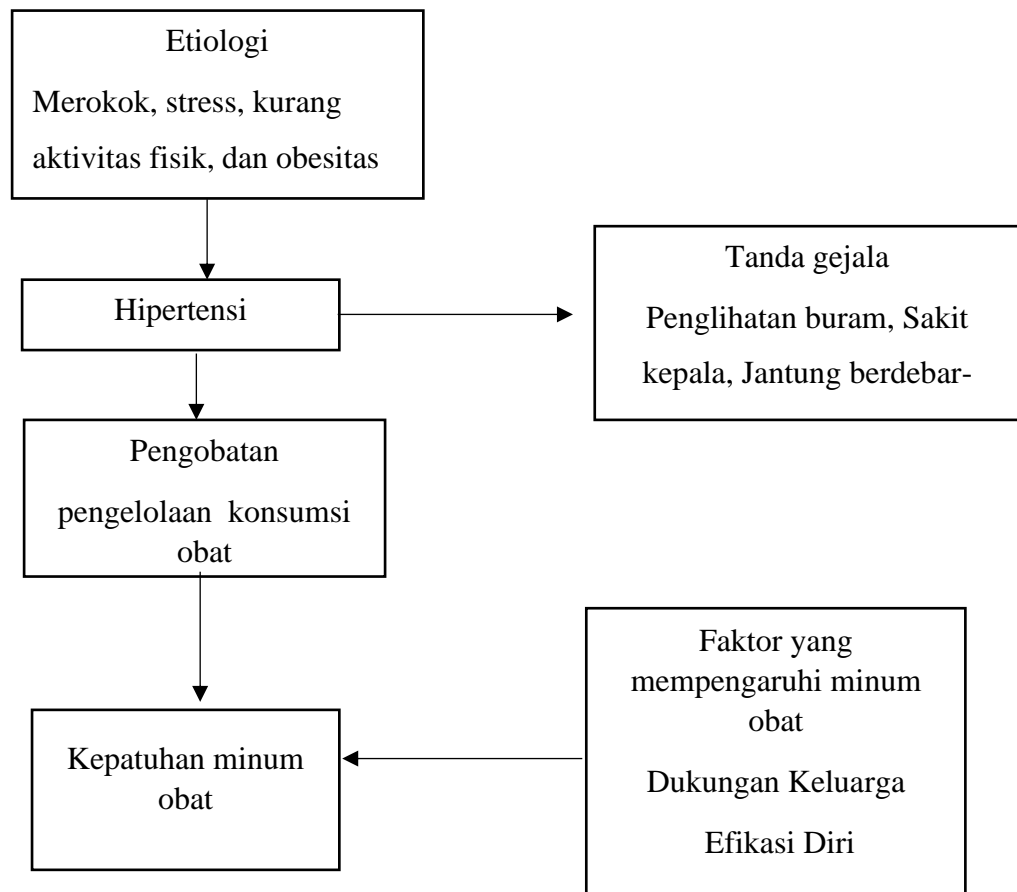 Etiologi
Merokok, stress, kurang
aktivitas fisik, dan obesitas
Hipertensi
Tanda gejala
Penglihatan buram, Sakit
kepala, Jantung berdebar-
Pengobatan
pengelolaan konsumsi
obat
Kepatuhan minum
obat
Faktor yang
mempengaruhi minum
obat
Dukungan Keluarga
Efikasi Diri